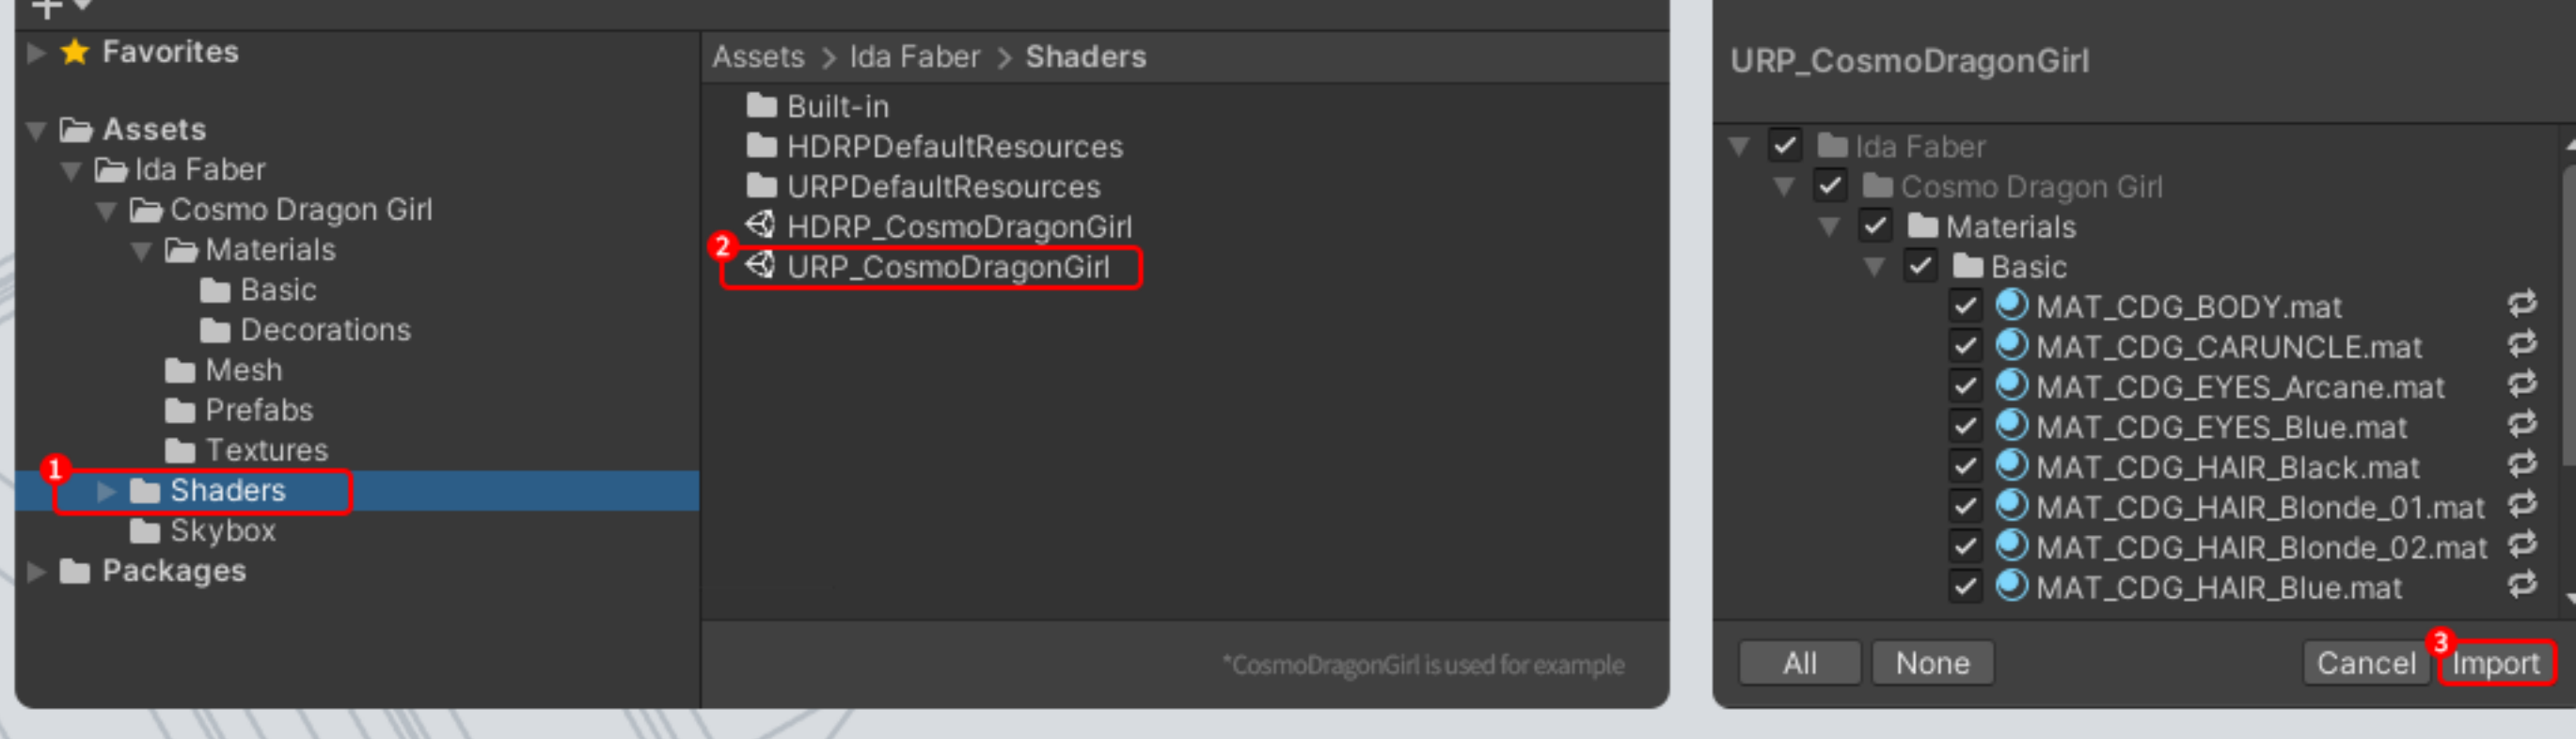 Favorites
Assets
Ida Faber
Cosmo Dragon Girl
Materials
Basic
Decorations
Mesh
Prefabs
Textures
1
Shaders
Skybox
Packages
Assets > Ida Faber > Shaders
Built-in
HDRPDefaultResources
URPDefaultResources
HDRP_CosmoDragonGirl
2
URP_CosmoDragonGirl
*CosmoDragonGirl is used for example
URP_CosmoDragonGirl
Ida Faber
Cosmo Dragon Girl
Materials
Basic
MAT_CDG_BODY.mat
MAT_CDG_CARUNCLE.mat
MAT_CDG_EYES_Arcane.mat
MAT_CDG_EYES_Blue.mat
MAT_CDG_HAIR_Black.mat
MAT_CDG_HAIR_Blonde_01.mat
MAT_CDG_HAIR_Blonde_02.mat
MAT_CDG_HAIR_Blue.mat
3
All None Cancel Import